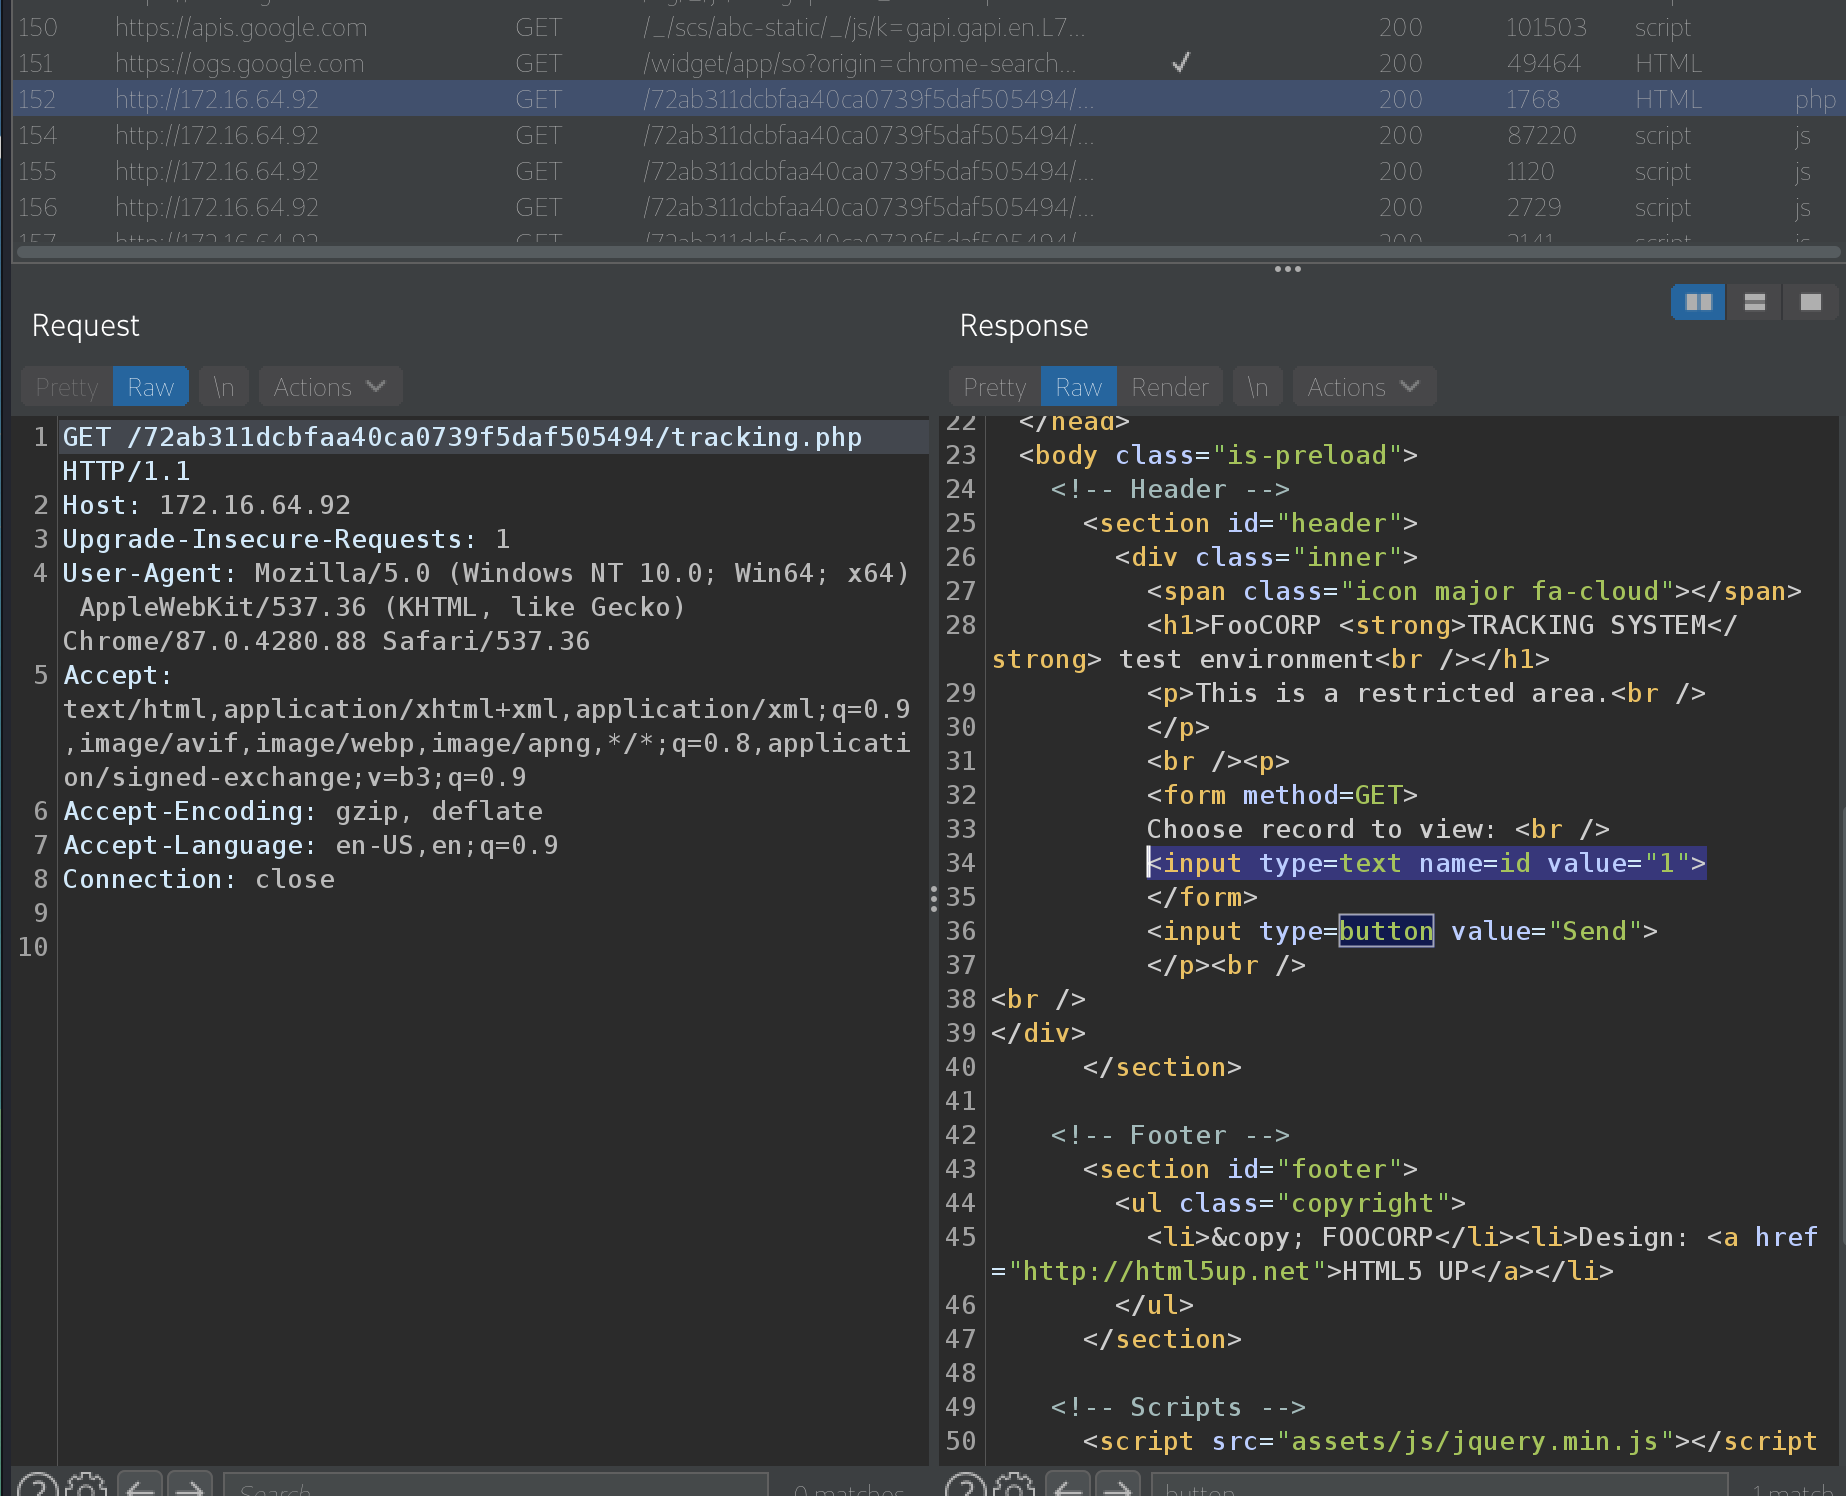 150 https://apis.google.com GET /_/scs/abc-static/_/js/k=gapi.gapi.en.L7... 200 101503 script
151 https://ogs.google.com GET /widget/app/so?origin=chrome-search... ✓ 200 49464 HTML
152 http://172.16.64.92 GET /72ab311dcbfaa40ca0739f5daf505494/... 200 1768 HTML php
154 http://172.16.64.92 GET /72ab311dcbfaa40ca0739f5daf505494/... 200 87220 script js
155 http://172.16.64.92 GET /72ab311dcbfaa40ca0739f5daf505494/... 200 1120 script js
156 http://172.16.64.92 GET /72ab311dcbfaa40ca0739f5daf505494/... 200 2729 script js
157 http://172.16.64.92 GET /72ab311dcbfaa40ca0739f5daf505494/... 200 2141 script js
Request
Pretty Raw \n Actions
1 GET /72ab311dcbfaa40ca0739f5daf505494/tracking.php
HTTP/1.1
2 Host: 172.16.64.92
3 Upgrade-Insecure-Requests: 1
4 User-Agent: Mozilla/5.0 (Windows NT 10.0; Win64; x64)
AppleWebKit/537.36 (KHTML, like Gecko)
Chrome/87.0.4280.88 Safari/537.36
5 Accept:
text/html,application/xhtml+xml,application/xml;q=0.9
,image/avif,image/webp,image/apng,*/*;q=0.8,applicati
on/signed-exchange;v=b3;q=0.9
6 Accept-Encoding: gzip, deflate
7 Accept-Language: en-US,en;q=0.9
8 Connection: close
9
10
Search
0 matches
Response
Pretty Raw Render \n Actions
22 </head>
23 <body class="is-preload">
24 <!-- Header -->
25 <section id="header">
26 <div class="inner">
27 <span class="icon major fa-cloud"></span>
28 <h1>FooCORP <strong>TRACKING SYSTEM</
strong> test environment<br /></h1>
29 <p>This is a restricted area.<br />
30 </p>
31 <br /><p>
32 <form method=GET>
33 Choose record to view: <br />
34 <input type=text name=id value="1">
35 </form>
36 <input type=button value="Send">
37 </p><br />
38 <br />
39 </div>
40 </section>
41
42 <!-- Footer -->
43 <section id="footer">
44 <ul class="copyright">
45 <li>&copy; FOOCORP</li><li>Design: <a href
="http://html5up.net">HTML5 UP</a></li>
46 </ul>
47 </section>
48
49 <!-- Scripts -->
50 <script src="assets/js/jquery.min.js"></script
button
1 match